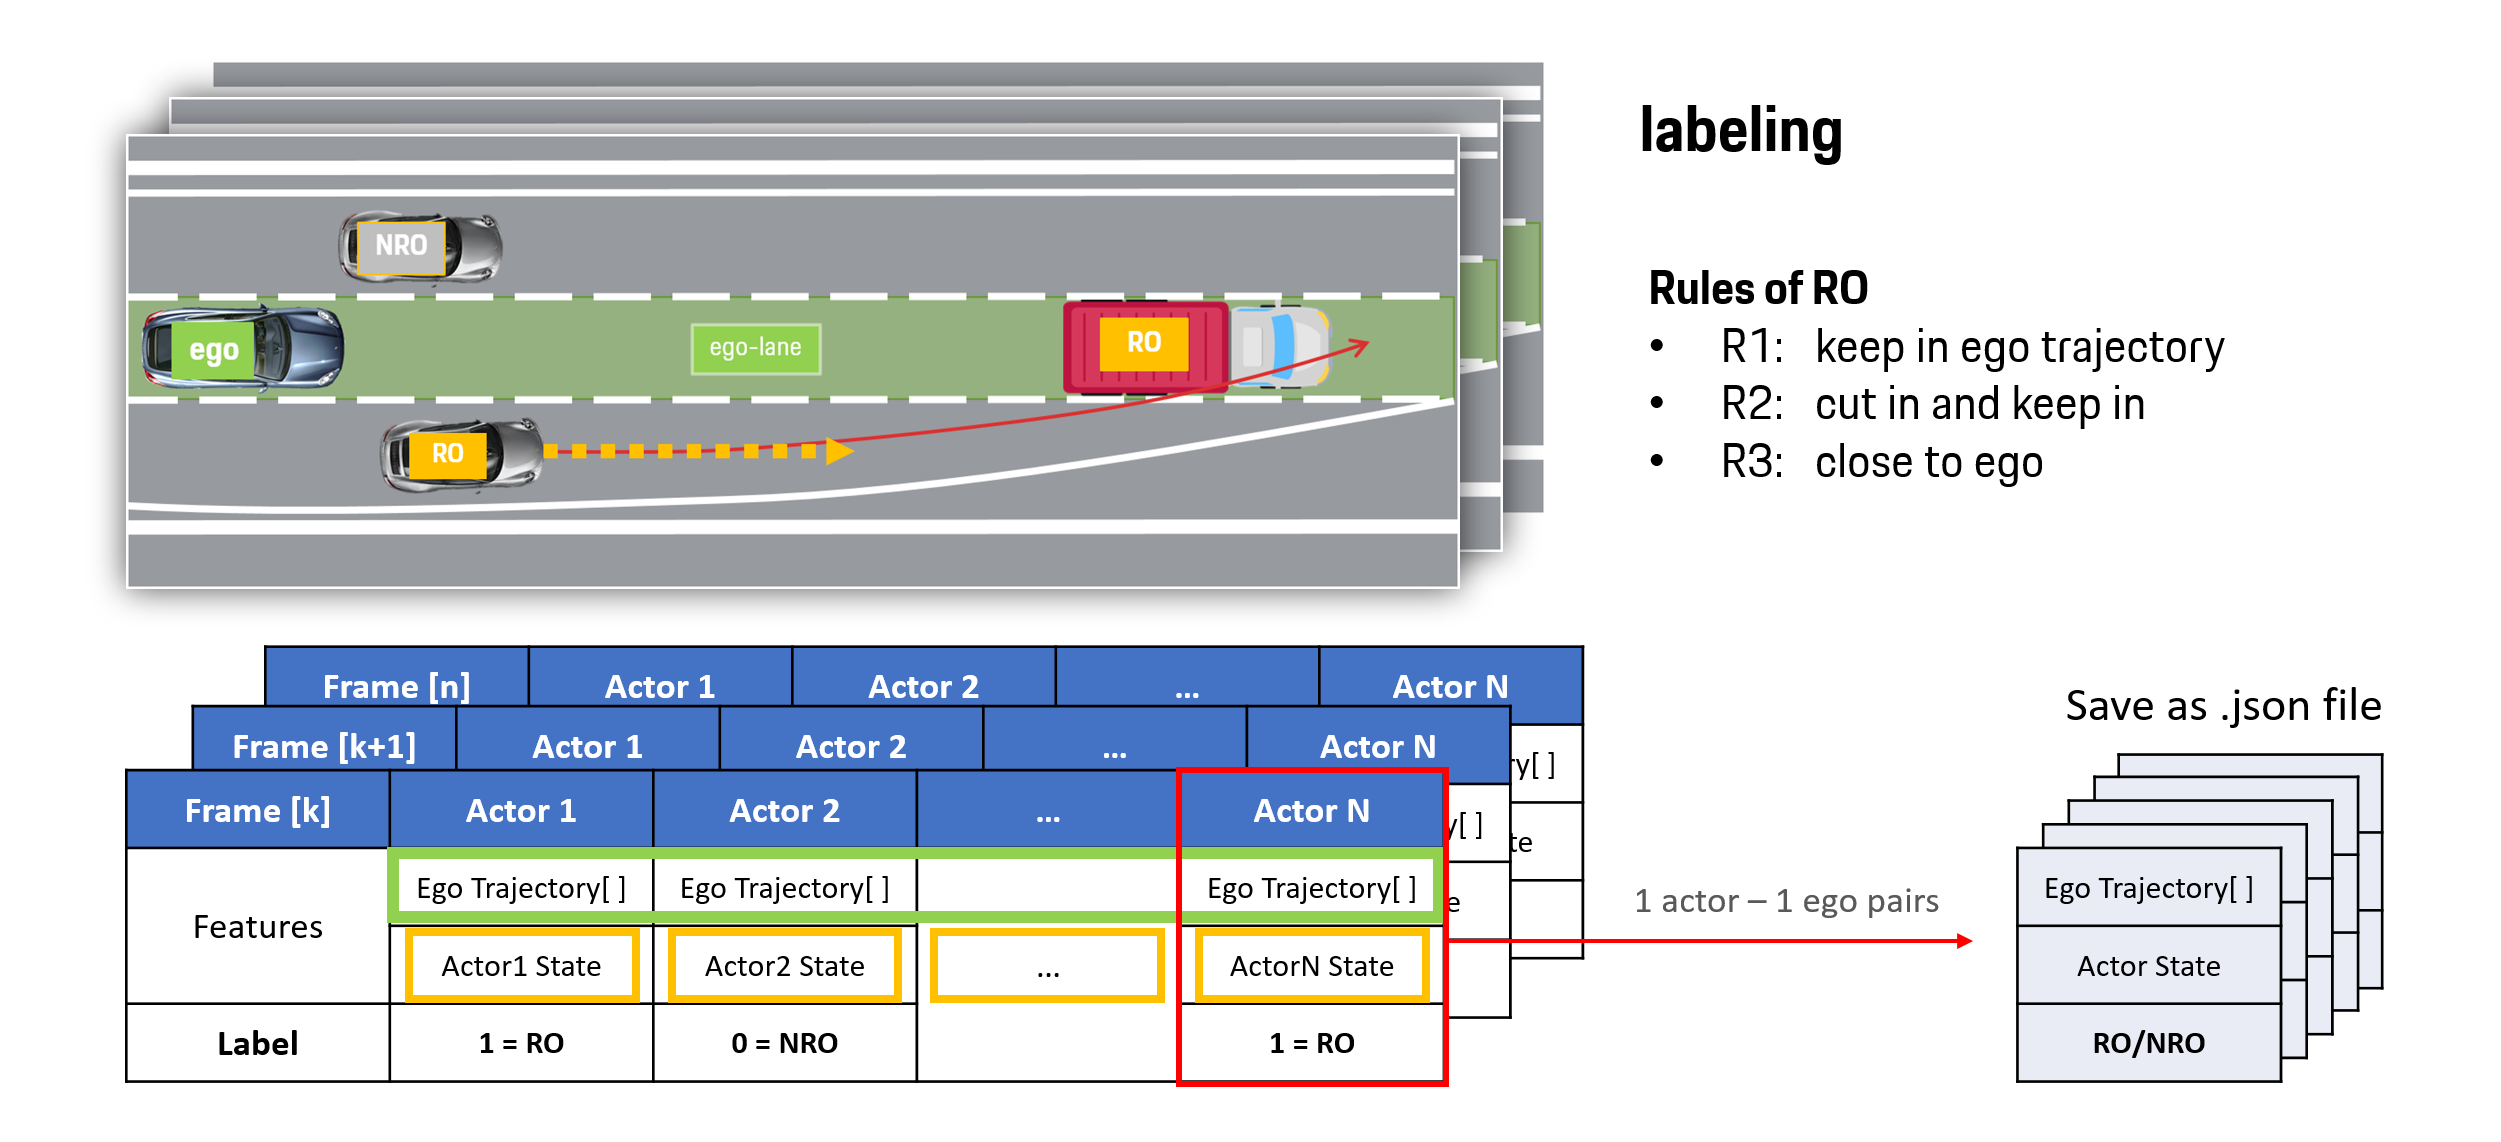 labeling
NRO
ego
ego-lane
RO
RO
Rules of RO
• R1: keep in ego trajectory
• R2: cut in and keep in
• R3: close to ego
Frame [n] Actor 1 Actor 2 ... Actor N
Frame [k+1] Actor 1 Actor 2 ... Actor N
Frame [k] Actor 1 Actor 2 ... Actor N
y[ ]
y[ ]
te
e
Features
Ego Trajectory[ ] Ego Trajectory[ ] Ego Trajectory[ ]
Actor1 State Actor2 State ... ActorN State
Label 1 = RO 0 = NRO 1 = RO
1 actor – 1 ego pairs
Save as .json file
Ego Trajectory[ ]
Actor State
RO/NRO